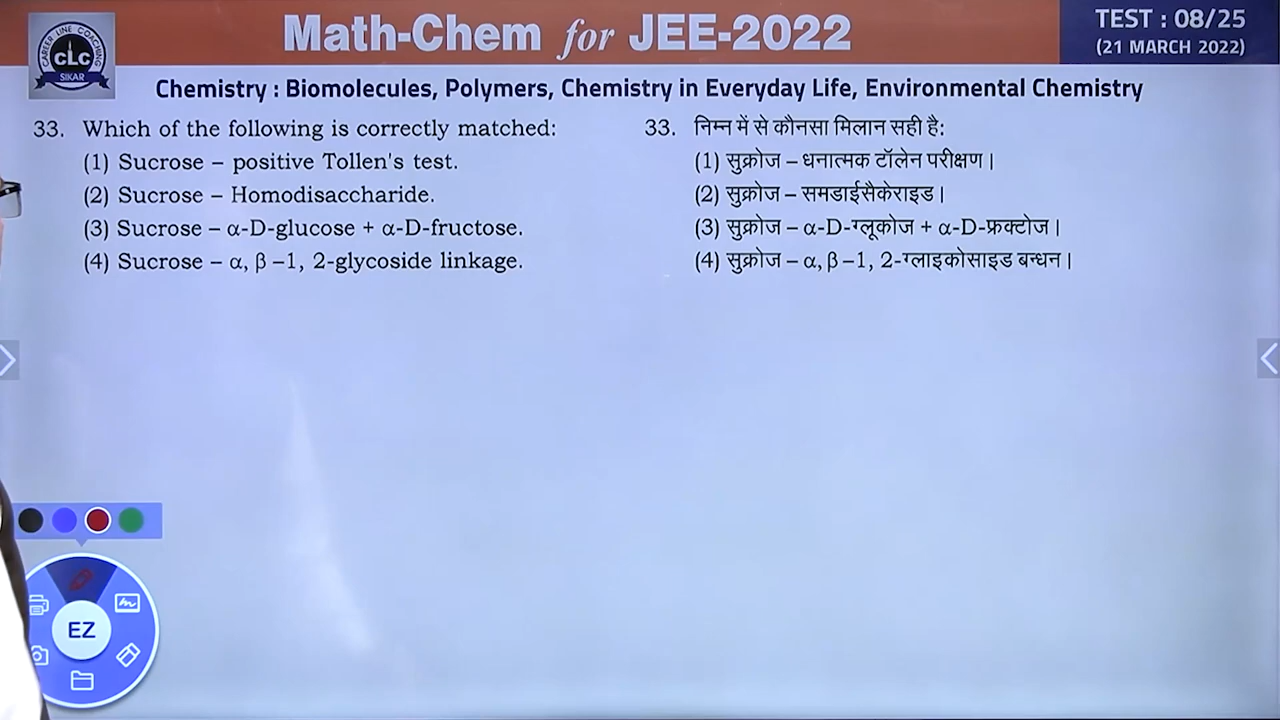 CAREER LINE COACHING
CLC
SIKAR
Math-Chem for JEE-2022
TEST : 08/25
(21 MARCH 2022)
Chemistry : Biomolecules, Polymers, Chemistry in Everyday Life, Environmental Chemistry
33. Which of the following is correctly matched:
(1) Sucrose – positive Tollen's test.
(2) Sucrose – Homodisaccharide.
(3) Sucrose – α-D-glucose + α-D-fructose.
(4) Sucrose – α, β –1, 2-glycoside linkage.
33. निम्न में से कौनसा मिलान सही है:
(1) सुक्रोज – धनात्मक टॉलेन परीक्षण।
(2) सुक्रोज – समडाईसैकेराइड।
(3) सुक्रोज – α-D-ग्लूकोज + α-D-फ्रक्टोज।
(4) सुक्रोज – α, β –1, 2-ग्लाइकोसाइड बन्धन।
EZ